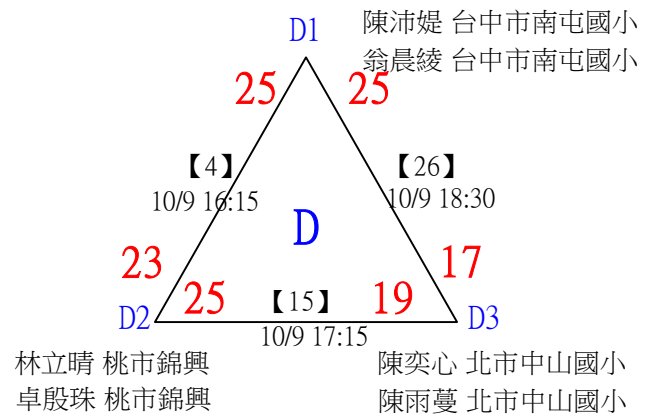 D1
陳沛媞 台中市南屯國小
翁晨綾 台中市南屯國小
25
25
【4】
10/9 16:15
【26】
10/9 18:30
D
23
17
25
【15】
19
D2
10/9 17:15
D3
林立晴 桃市錦興
卓殷珠 桃市錦興
陳奕心 北市中山國小
陳雨蔓 北市中山國小